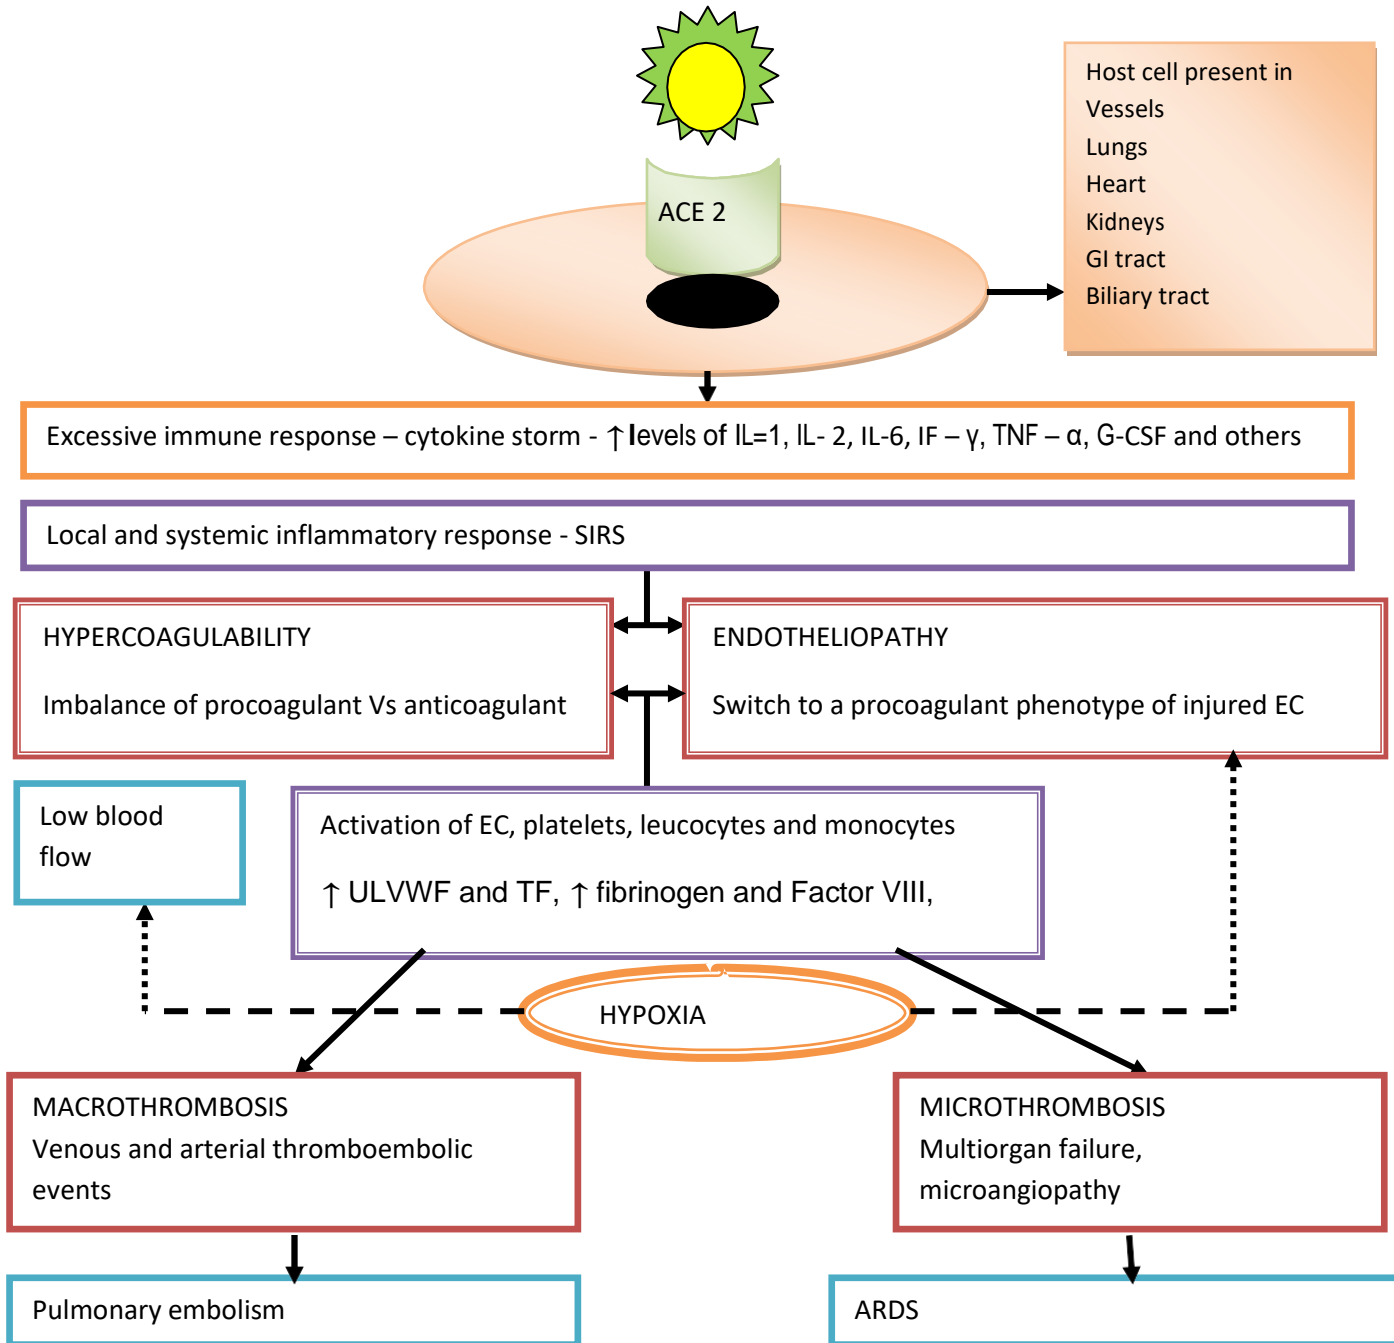 ACE 2
Host cell present in
Vessels
Lungs
Heart
Kidneys
GI tract
Biliary tract
Excessive immune response – cytokine storm - ↑ levels of IL=1, IL- 2, IL-6, IF – γ, TNF – α, G-CSF and others
Local and systemic inflammatory response - SIRS
HYPERCOAGULABILITY
Imbalance of procoagulant Vs anticoagulant
ENDOTHELIOPATHY
Switch to a procoagulant phenotype of injured EC
Low blood
flow
Activation of EC, platelets, leucocytes and monocytes
↑ ULVWF and TF, ↑ fibrinogen and Factor VIII,
HYPOXIA
MACROTHROMBOSIS
Venous and arterial thromboembolic
events
MICROTHROMBOSIS
Multiorgan failure,
microangiopathy
Pulmonary embolism
ARDS